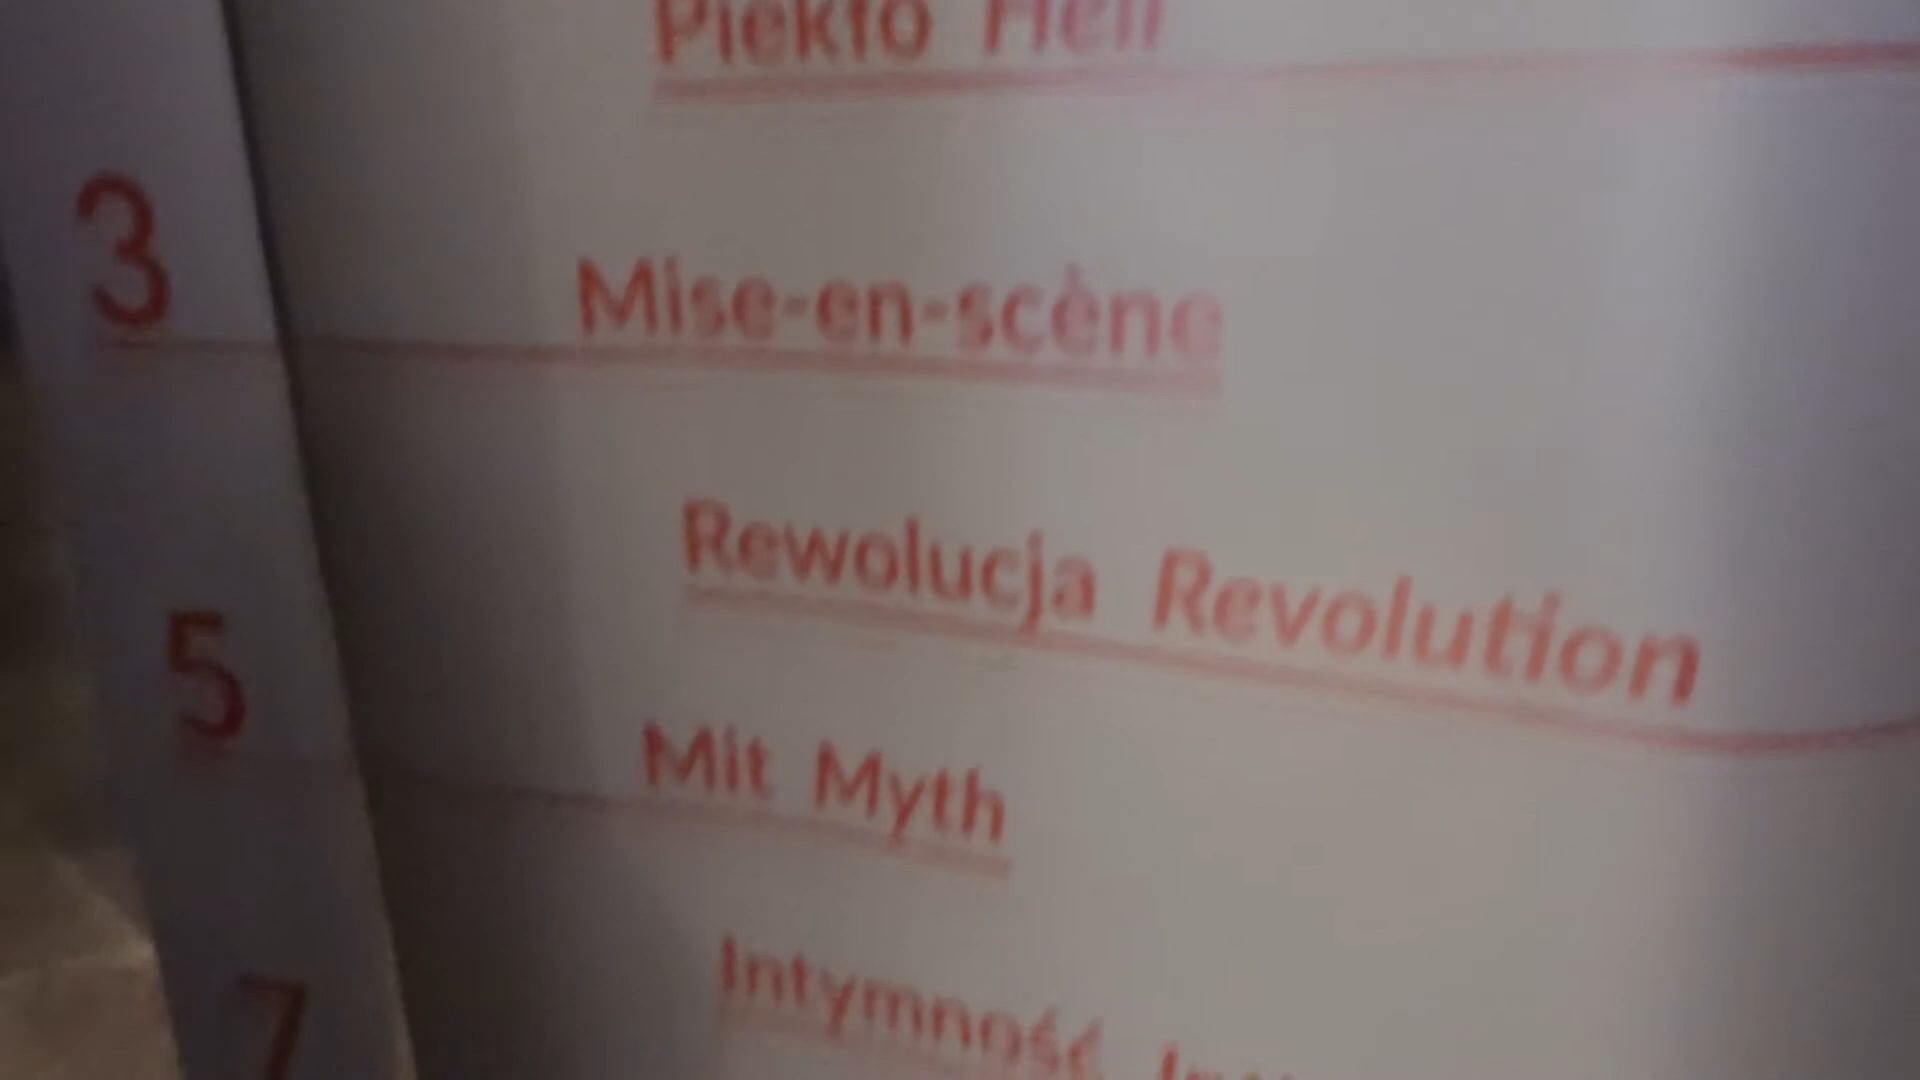 Piekło Hell
3
Mise-en-scène
Rewolucja Revolution
5
Mit Myth
7
Intymność